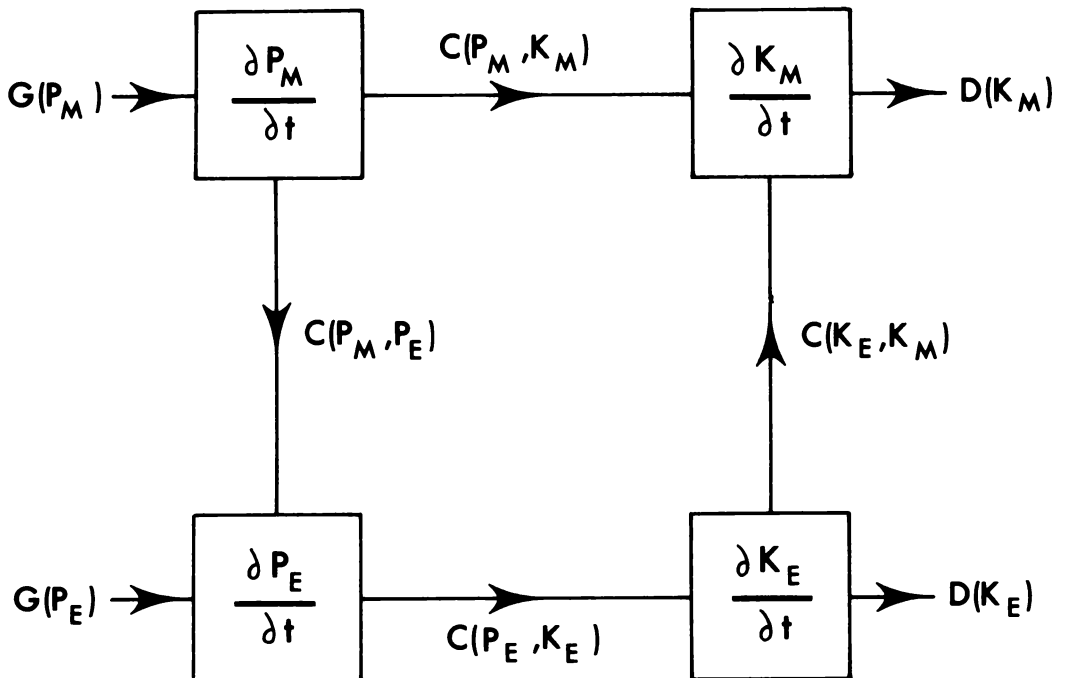 G(P_M)
∂P_M
∂t
C(P_M,K_M)
∂K_M
∂t
D(K_M)
C(P_M,P_E)
C(K_E,K_M)
G(P_E)
∂P_E
∂t
C(P_E,K_E)
∂K_E
∂t
D(K_E)